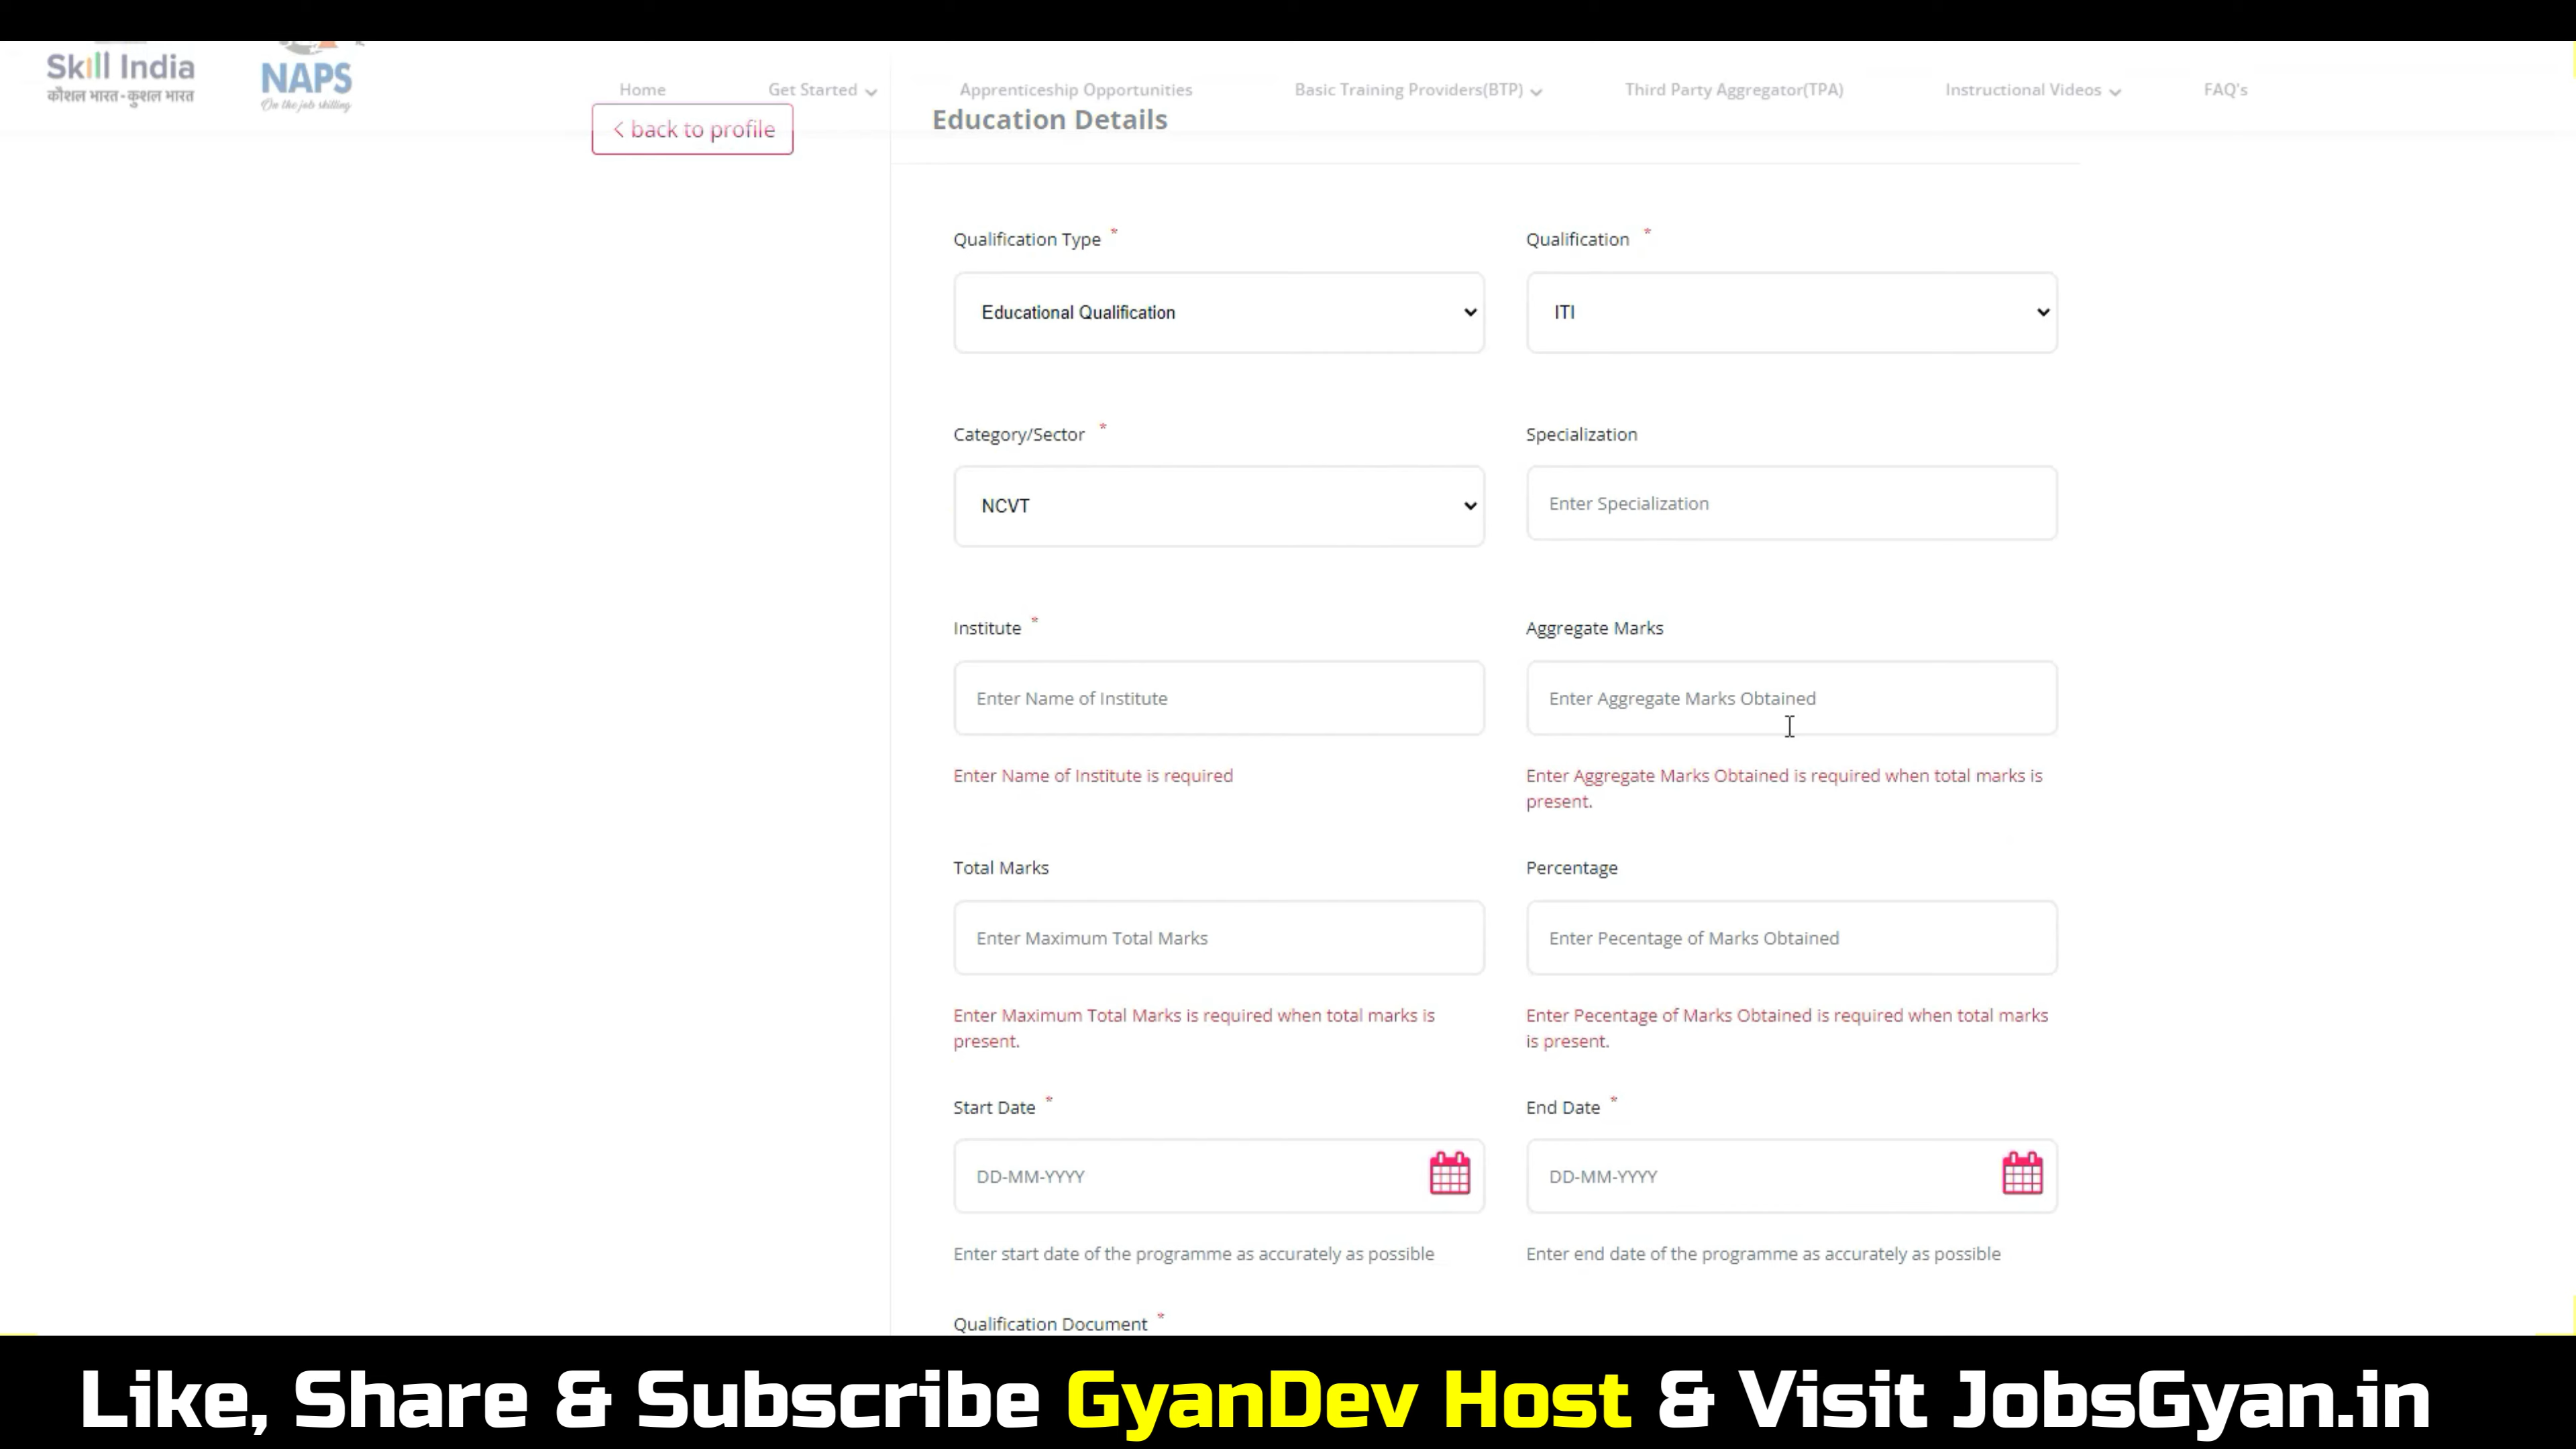 Skill India
कौशल भारत-कुशल भारत
NAPS
On the job skilling
Home
Get Started
Apprenticeship Opportunities
Basic Training Providers(BTP)
Third Party Aggregator(TPA)
Instructional Videos
FAQ's
< back to profile
Education Details
Qualification Type *
Qualification *
Educational Qualification
ITI
Category/Sector *
Specialization
NCVT
Enter Specialization
Institute *
Aggregate Marks
Enter Name of Institute
Enter Aggregate Marks Obtained
Enter Name of Institute is required
Enter Aggregate Marks Obtained is required when total marks is
present.
Total Marks
Percentage
Enter Maximum Total Marks
Enter Pecentage of Marks Obtained
Enter Maximum Total Marks is required when total marks is
present.
Enter Pecentage of Marks Obtained is required when total marks
is present.
Start Date *
End Date *
DD-MM-YYYY
DD-MM-YYYY
Enter start date of the programme as accurately as possible
Enter end date of the programme as accurately as possible
Qualification Document *
Like, Share & Subscribe GyanDev Host & Visit JobsGyan.in